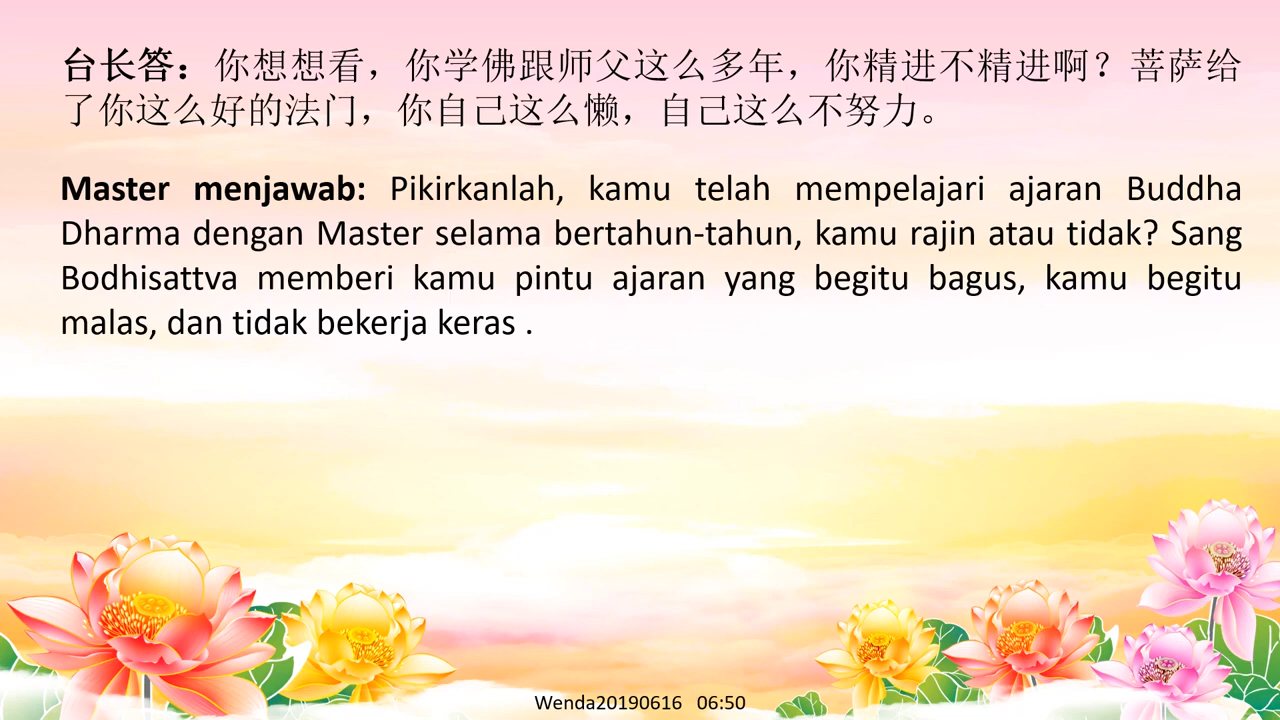 台长答：你想想看，你学佛跟师父这么多年，你精进不精进啊？菩萨给
了你这么好的法门，你自己这么懒，自己这么不努力。
Master menjawab: Pikirkanlah, kamu telah mempelajari ajaran Buddha
Dharma dengan Master selama bertahun-tahun, kamu rajin atau tidak? Sang
Bodhisattva memberi kamu pintu ajaran yang begitu bagus, kamu begitu
malas, dan tidak bekerja keras .
Wenda20190616 06:50